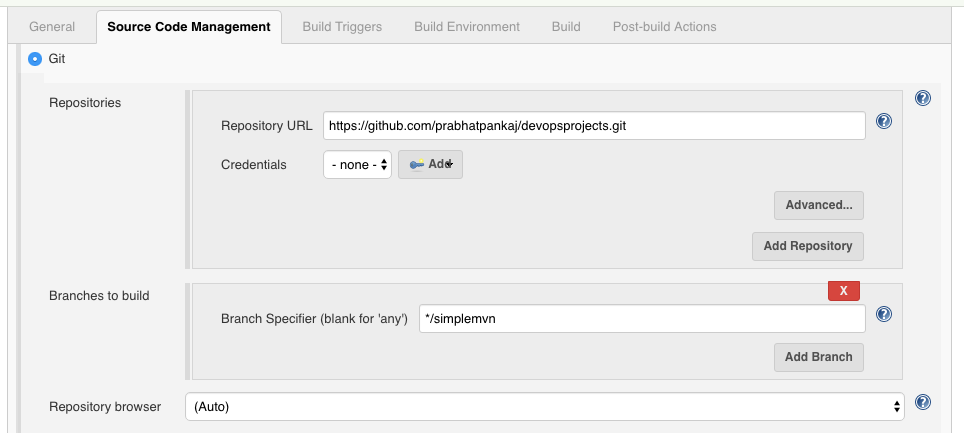 General Source Code Management Build Triggers Build Environment Build Post-build Actions
Git
Repositories
Repository URL https://github.com/prabhatpankaj/devopsprojects.git
Credentials - none - Add
Advanced...
Add Repository
Branches to build
X
Branch Specifier (blank for 'any') */simplemvn
Add Branch
Repository browser (Auto)